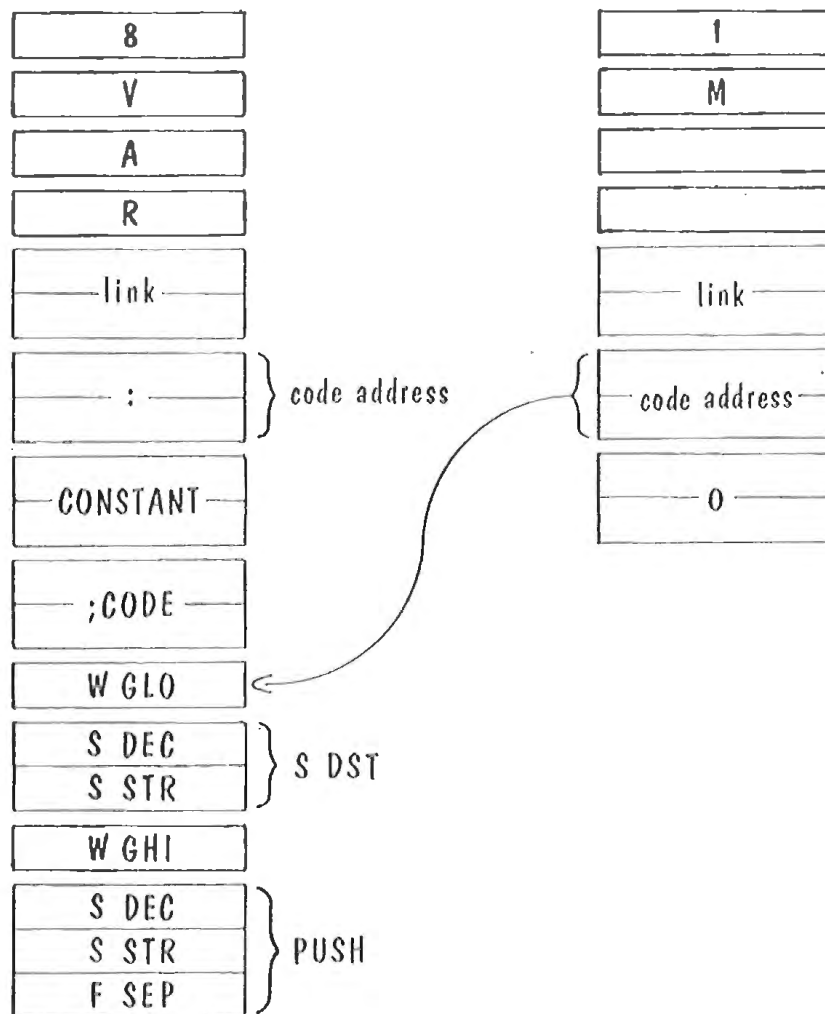 8
V
A
R
link
: code address
CONSTANT
;CODE
W GLO
S DEC
S STR
S DST
W GHI
S DEC
S STR
F SEP
PUSH
1
M
link
code address
0